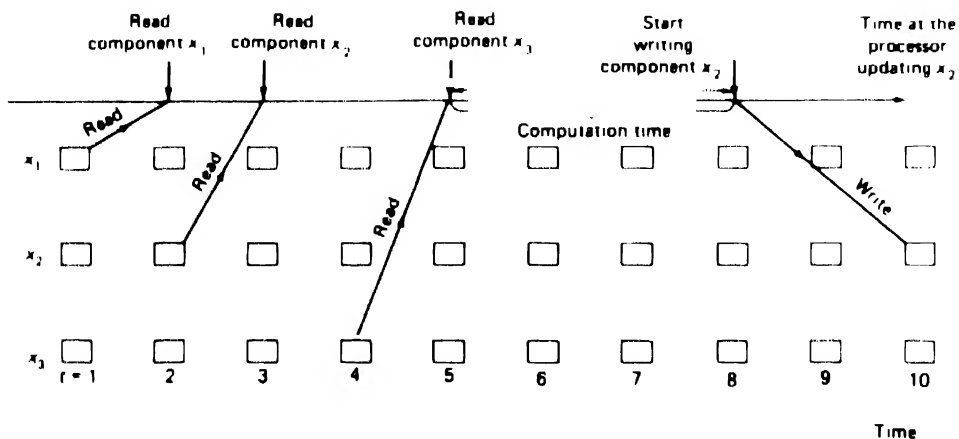 Read
component x₁
Read
component x₂
Read
component x₃
Start
writing
component x₂
Time at the
processor
updating x₂
Read
Read
Read
Computation time
Write
x₁
x₂
x₃
t = 1 2 3 4 5 6 7 8 9 10
Time